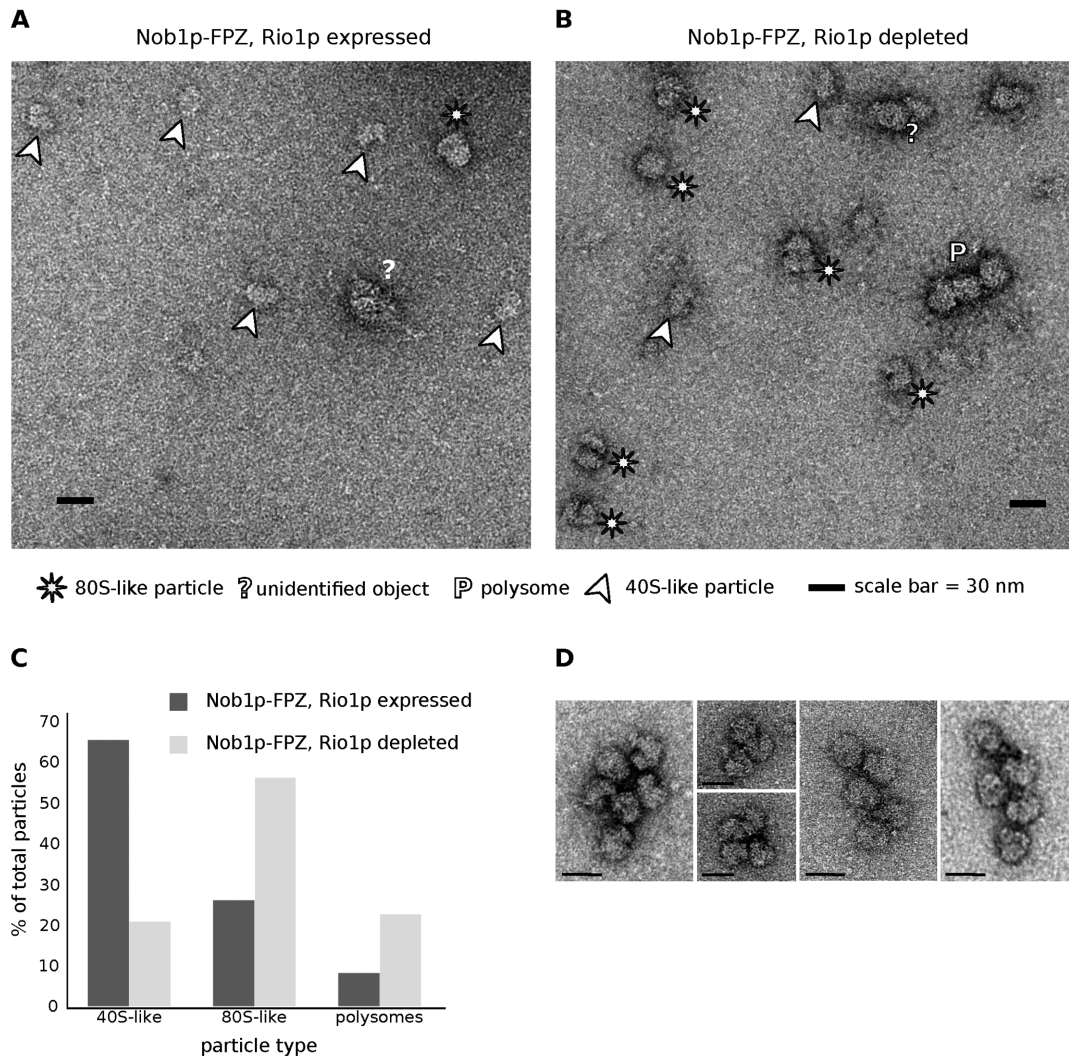 A
Nob1p-FPZ, Rio1p expressed
?
B
Nob1p-FPZ, Rio1p depleted
?
P
80S-like particle ? unidentified object P polysome 40S-like particle scale bar = 30 nm
C
Nob1p-FPZ, Rio1p expressed
Nob1p-FPZ, Rio1p depleted
% of total particles
70
60
50
40
30
20
10
0
40S-like 80S-like polysomes
particle type
D